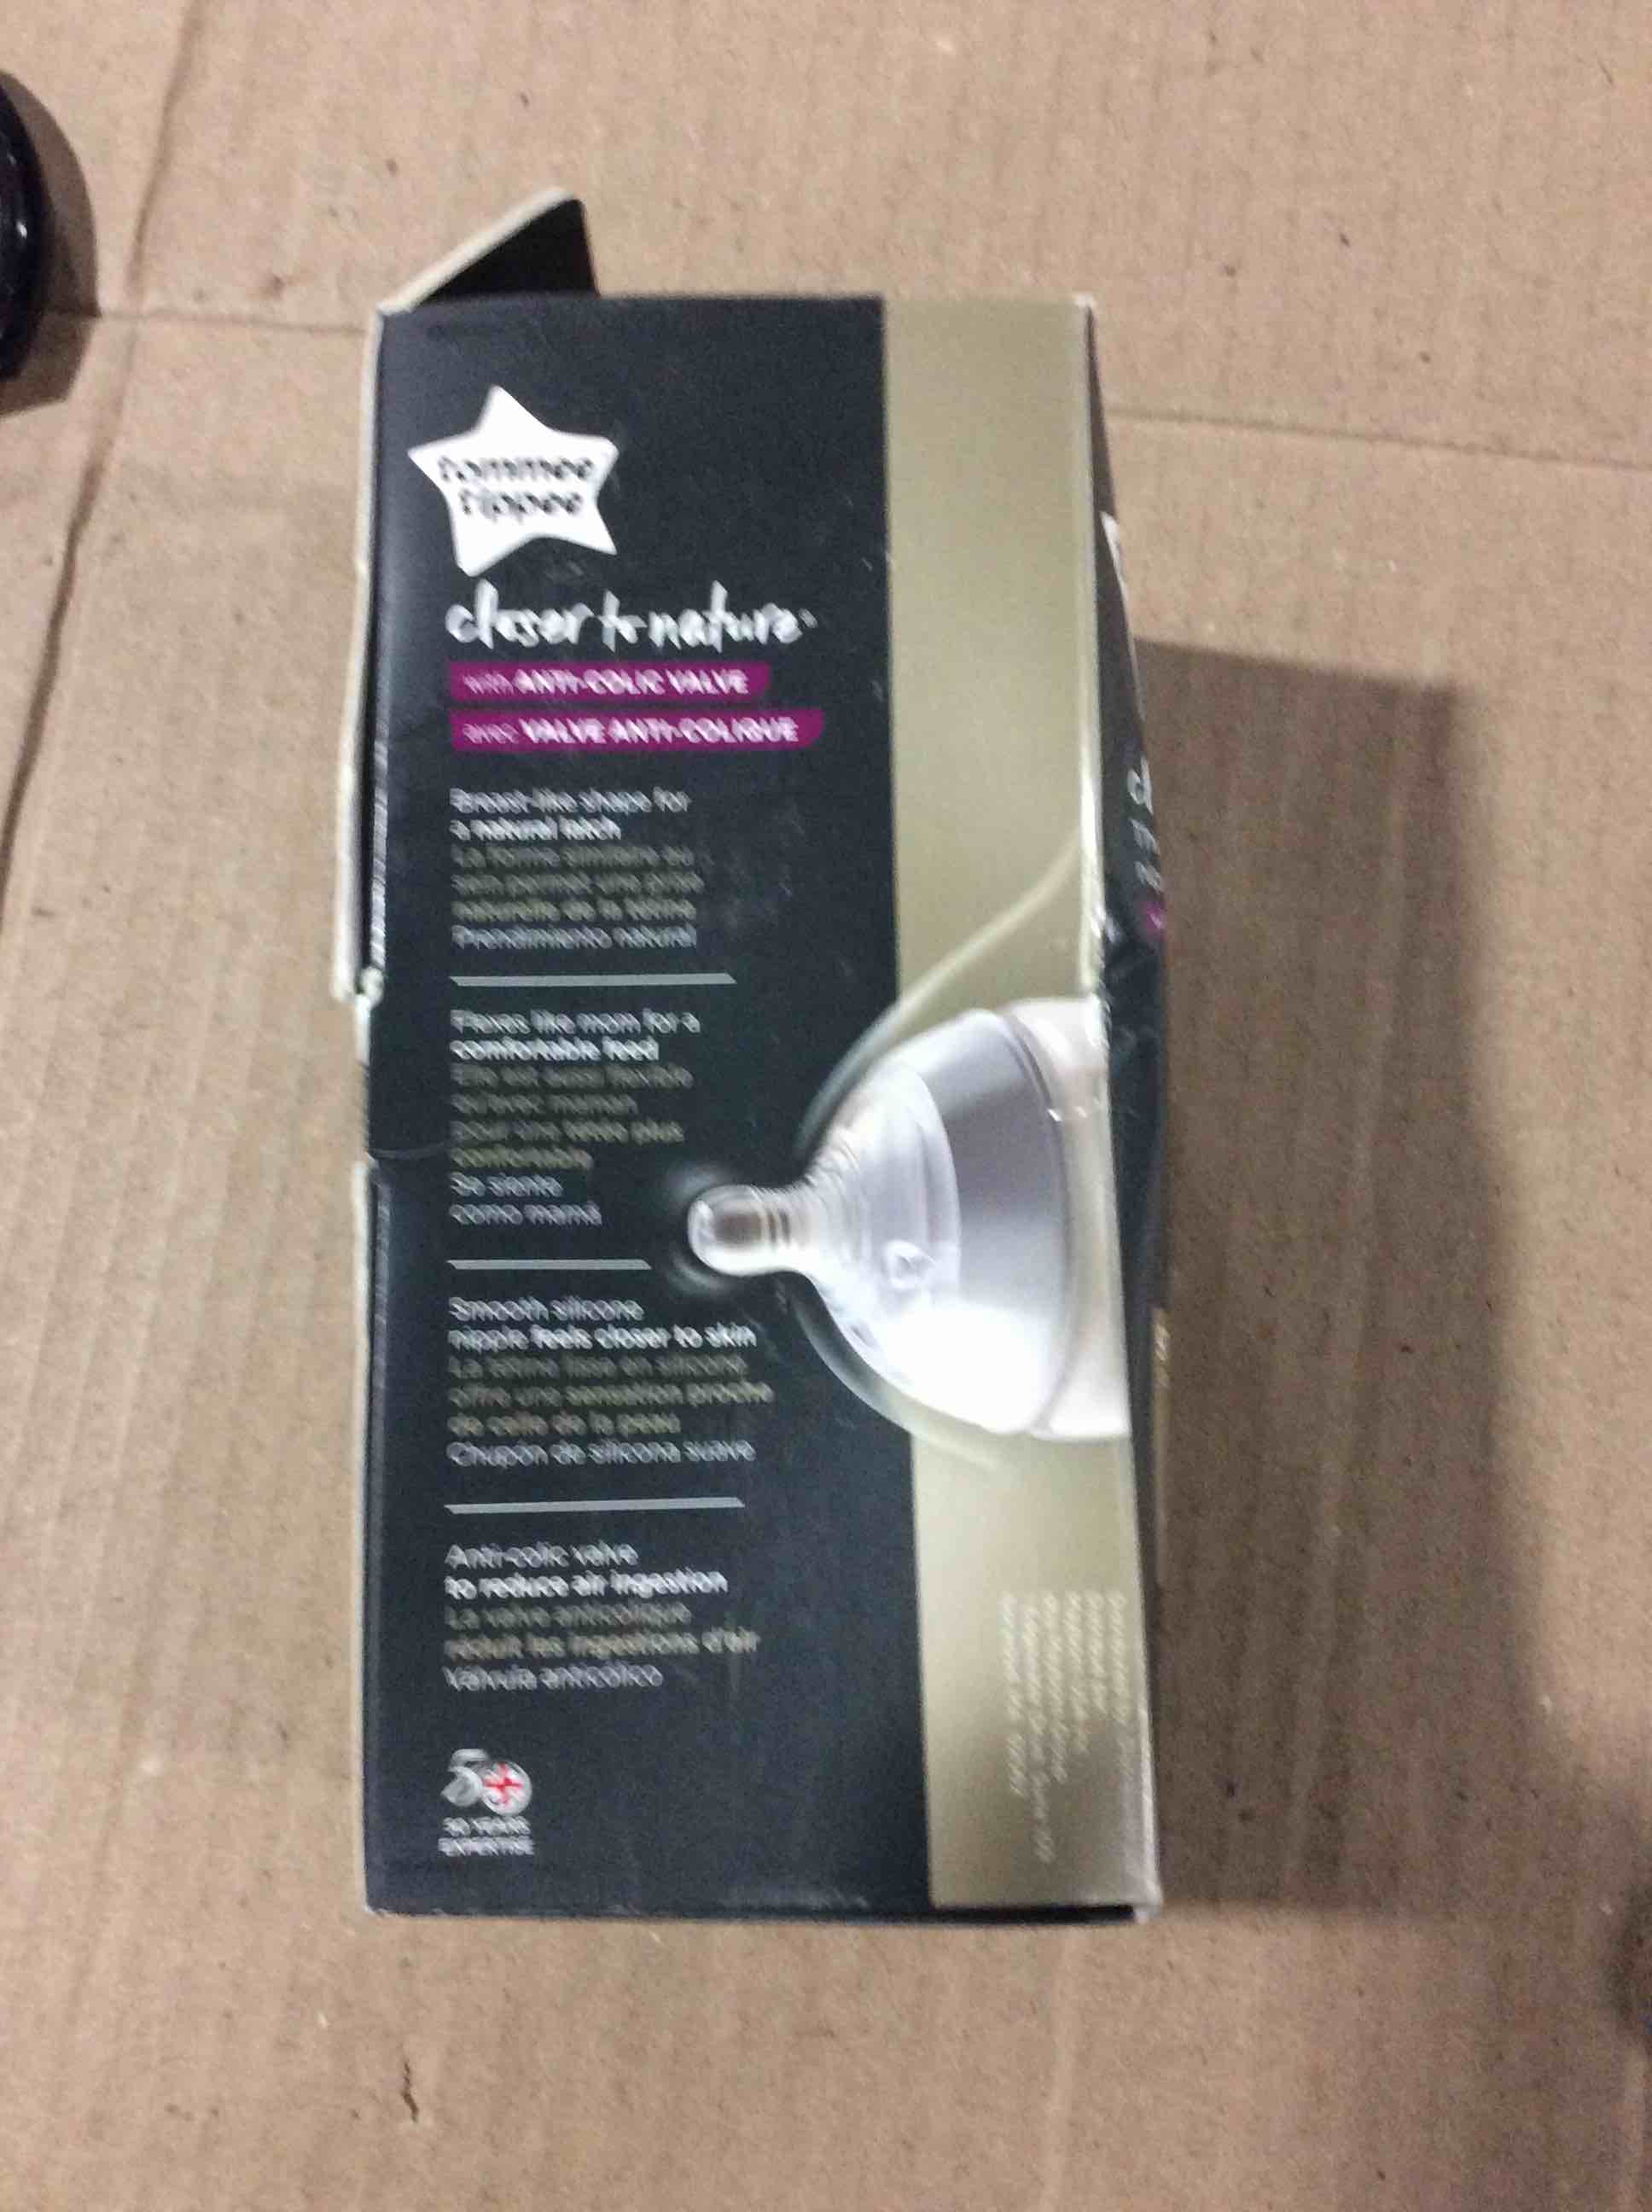 tommee
tippee
closer to nature
with ANTI-COLIC VALVE
avec VALVE ANTI-COLIQUE
Breast-like shape for
a natural latch
La forme similaire au
sein permet une prise
naturelle de la tétine
Prendimiento natural
Flexes like mom for a
comfortable feed
Elle est aussi flexible
qu'avec maman
pour une tétée plus
confortable
Se siente
como mamá
Smooth silicone
nipple feels closer to skin
La tétine lisse en silicone
offre une sensation proche
de celle de la peau
Chupón de silicona suave
Anti-colic valve
to reduce air ingestion
La valve anticolique
réduit les ingestions d'air
Válvula anticólico
50
50 YEARS
EXPERTISE